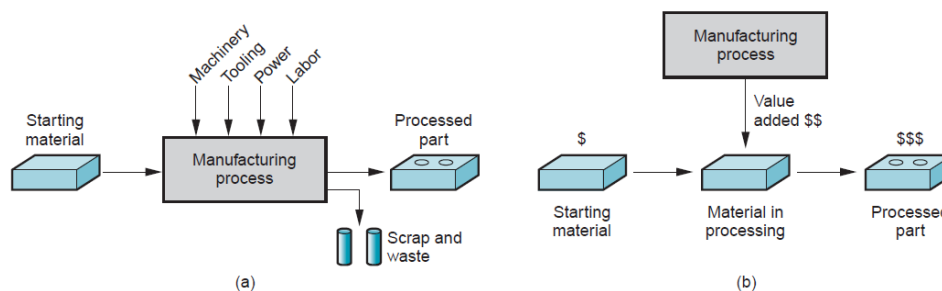 Machinery
Tooling
Power
Labor
Starting
material
Manufacturing
process
Processed
part
Scrap and
waste
(a)
Manufacturing
process
Value
added $$
$
$$$
Starting
material
Material in
processing
Processed
part
(b)